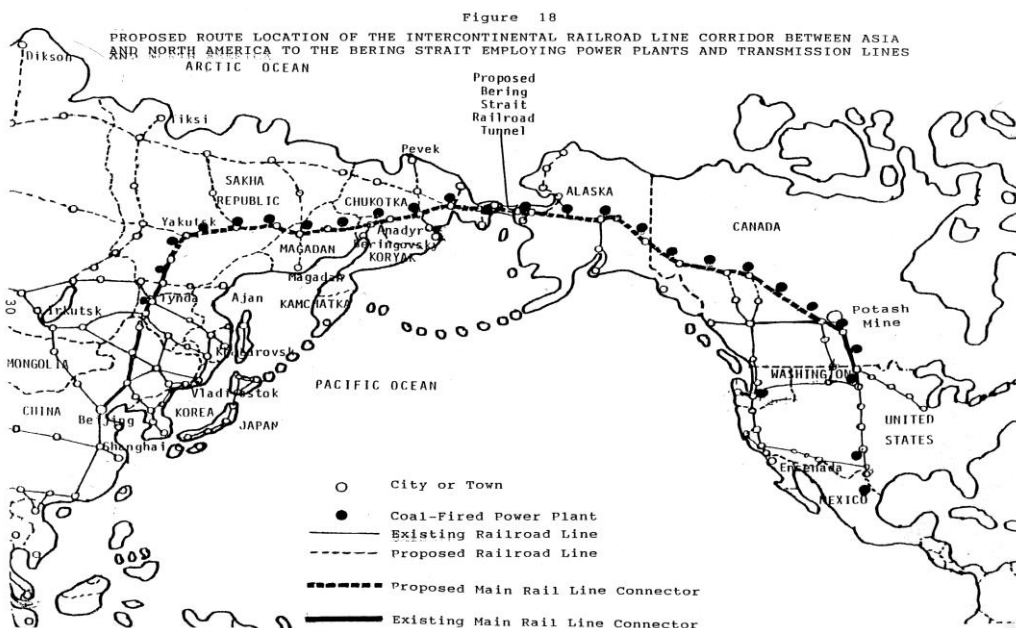 Figure 18
PROPOSED ROUTE LOCATION OF THE INTERCONTINENTAL RAILROAD LINE CORRIDOR BETWEEN ASIA
AND NORTH AMERICA TO THE BERING STRAIT EMPLOYING POWER PLANTS AND TRANSMISSION LINES
Dikson
ARCTIC OCEAN
Proposed
Bering
Strait
Railroad
Tunnel
Tiksi
Pevek
SAKHA
REPUBLIC
CHUKOTKA
ALASKA
CANADA
Yakutsk
Anadyr
Beringovsky
MAGADAN
KORYAK
Magadan
KAMCHATKA
Tynda
Ajan
30
Irkutsk
Potash
Mine
Khabarovsk
MONGOLIA
WASHINGTON
PACIFIC OCEAN
Vladivostok
CHINA
KOREA
Beijing
JAPAN
UNITED
STATES
Shanghai
Ensenada
MEXICO
City or Town
Coal-Fired Power Plant
Existing Railroad Line
Proposed Railroad Line
Proposed Main Rail Line Connector
Existing Main Rail Line Connector